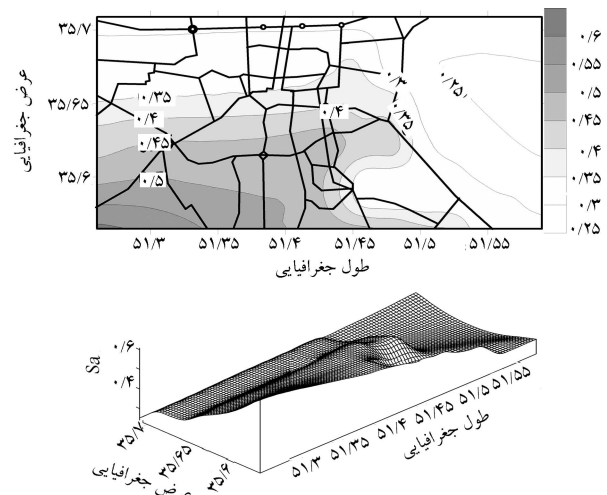 ۳۵/۷
۳۵/۶۵
۳۵/۶
عرض جغرافیایی
۰/۳۵
۰/۴
۰/۴۵
۰/۵
۰/۴
۰/۳
۰/۳۵
۰/۲۵
۰/۶
۰/۵۵
۰/۵
۰/۴۵
۰/۴
۰/۳۵
۰/۳
۰/۲۵
۵۱/۳ ۵۱/۳۵ ۵۱/۴ ۵۱/۴۵ ۵۱/۵ ۵۱/۵۵
طول جغرافیایی
Sa
۰/۶
۰/۴
۳۵/۷ ۳۵/۶۵ ۳۵/۶
عرض جغرافیایی
۵۱/۳ ۵۱/۳۵ ۵۱/۴ ۵۱/۴۵ ۵۱/۵ ۵۱/۵۵
طول جغرافیایی